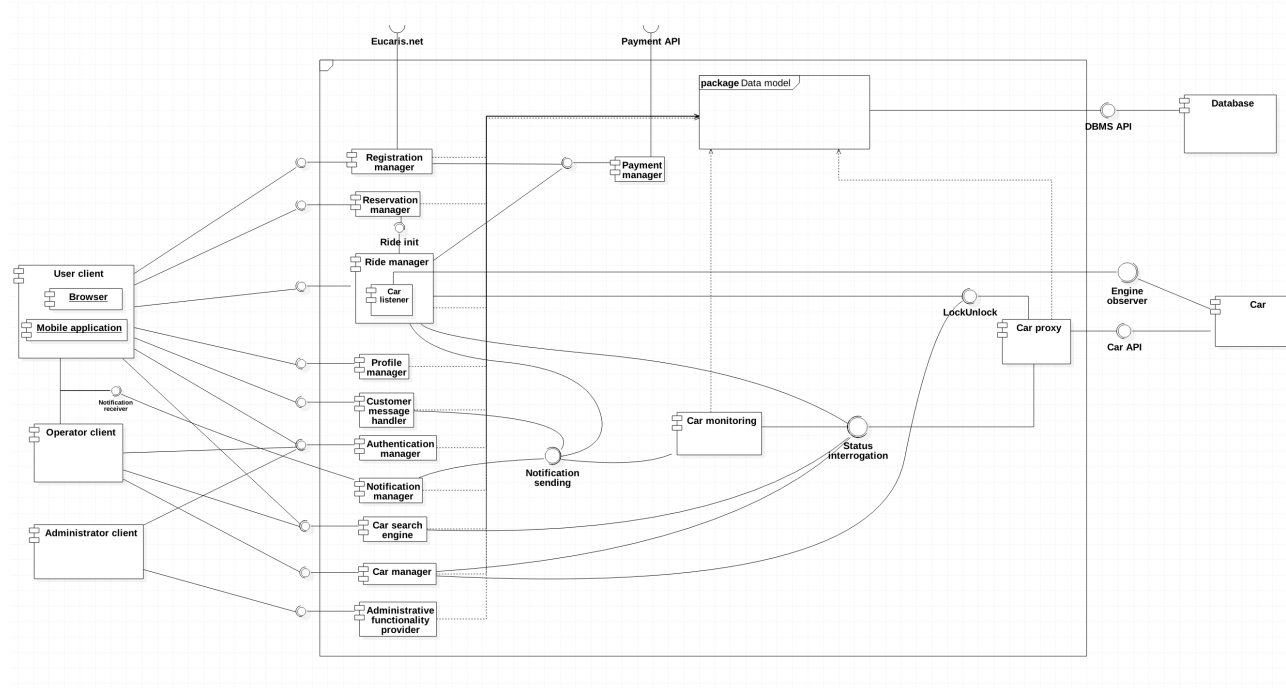 Eucaris.net
Payment API
package Data model
Database
DBMS API
Registration
manager
Payment
manager
Reservation
manager
Ride init
Ride manager
Car
listener
User client
Browser
Mobile application
Engine
observer
LockUnlock
Car
Car proxy
Car API
Profile
manager
Notification
receiver
Customer
message
handler
Car monitoring
Operator client
Authentication
manager
Status
interrogation
Notification
sending
Notification
manager
Car search
engine
Administrator client
Car manager
Administrative
functionality
provider